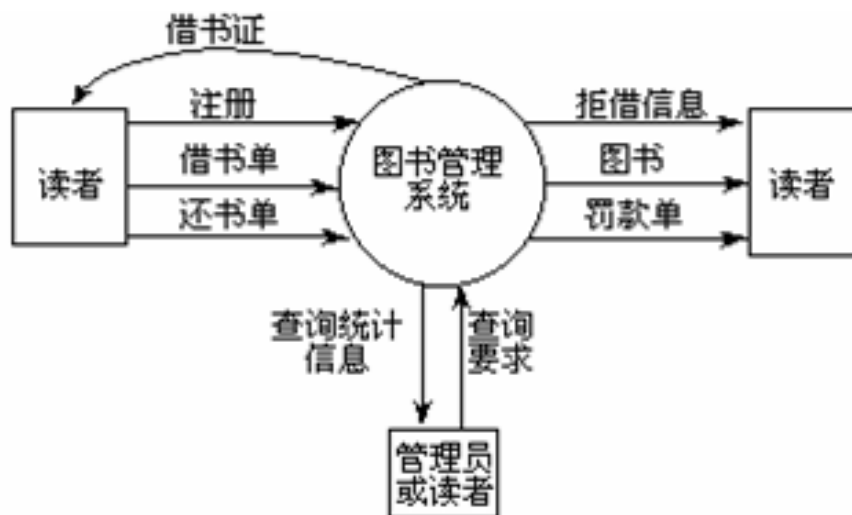 借书证
注册
借书单
还书单
读者
图书管理
系统
拒借信息
图书
罚款单
读者
查询统计
信息
查询
要求
管理员
或读者